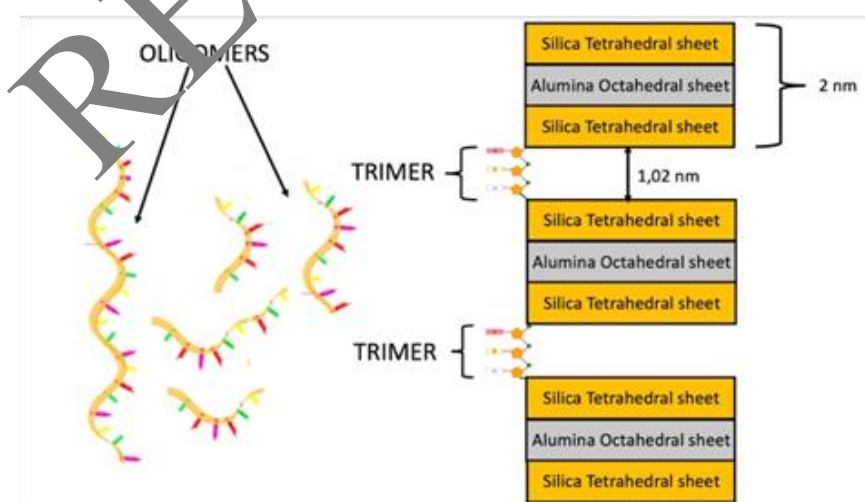 RE
OLIGOMERS
Silica Tetrahedral sheet
Alumina Octahedral sheet
Silica Tetrahedral sheet
2 nm
TRIMER
1,02 nm
Silica Tetrahedral sheet
Alumina Octahedral sheet
Silica Tetrahedral sheet
TRIMER
Silica Tetrahedral sheet
Alumina Octahedral sheet
Silica Tetrahedral sheet